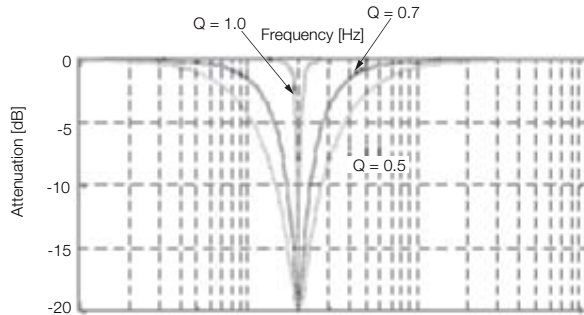 Q = 1.0
Q = 0.7
Frequency [Hz]
0
-5
-10
-15
-20
Attenuation [dB]
Q = 0.5